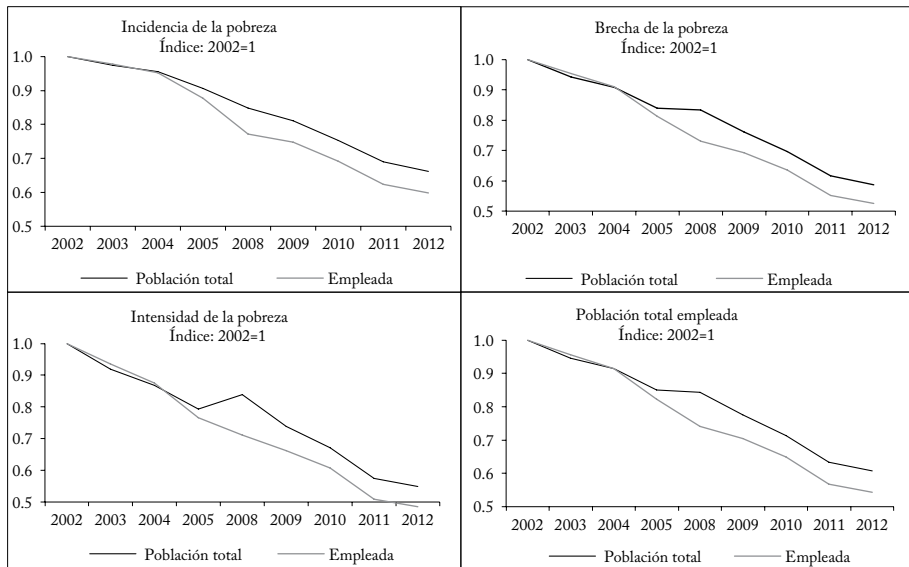 Incidencia de la pobreza
Índice: 2002=1
1.0
0.9
0.8
0.7
0.6
0.5
2002 2003 2004 2005 2008 2009 2010 2011 2012
Población total Empleada
Brecha de la pobreza
Índice: 2002=1
1.0
0.9
0.8
0.7
0.6
0.5
2002 2003 2004 2005 2008 2009 2010 2011 2012
Población total Empleada
Intensidad de la pobreza
Índice: 2002=1
1.0
0.9
0.8
0.7
0.6
0.5
2002 2003 2004 2005 2008 2009 2010 2011 2012
Población total Empleada
Población total empleada
Índice: 2002=1
1.0
0.9
0.8
0.7
0.6
0.5
2002 2003 2004 2005 2008 2009 2010 2011 2012
Población total Empleada